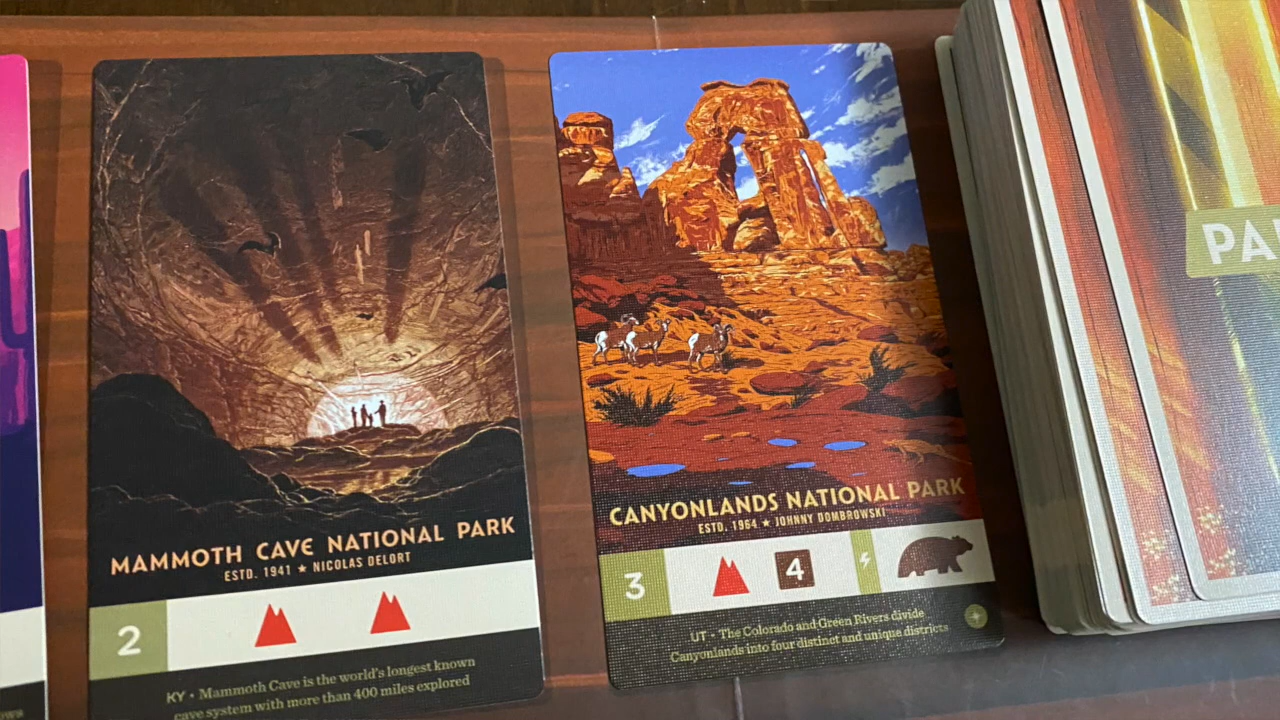 MAMMOTH CAVE NATIONAL PARK
ESTD. 1941 ★ NICOLAS DELORT
2
KY • Mammoth Cave is the world's longest known
cave system with more than 400 miles explored
CANYONLANDS NATIONAL PARK
ESTD. 1964 ★ JOHNNY DOMBROWSKI
3
4
UT • The Colorado and Green Rivers divide
Canyonlands into four distinct and unique districts
PA